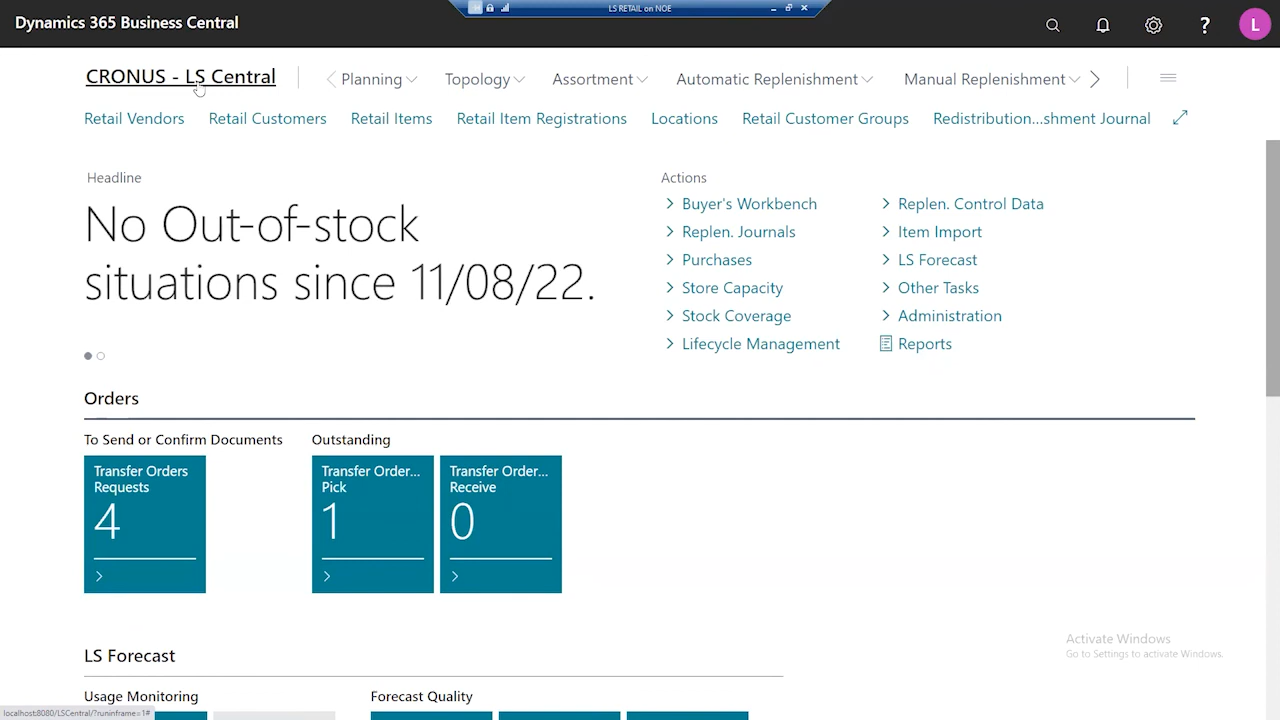 LS RETAIL on NOE
Dynamics 365 Business Central
?
L
CRONUS - LS Central
Planning
Topology
Assortment
Automatic Replenishment
Manual Replenishment
Retail Vendors
Retail Customers
Retail Items
Retail Item Registrations
Locations
Retail Customer Groups
Redistribution...shment Journal
Headline
No Out-of-stock
situations since 11/08/22.
Actions
Buyer's Workbench
Replen. Journals
Purchases
Store Capacity
Stock Coverage
Lifecycle Management
Replen. Control Data
Item Import
LS Forecast
Other Tasks
Administration
Reports
Orders
To Send or Confirm Documents
Outstanding
Transfer Orders
Requests
4
Transfer Order...
Pick
1
Transfer Order...
Receive
0
LS Forecast
Usage Monitoring
Forecast Quality
Activate Windows
Go to Settings to activate Windows.
localhost:8080/LSCentral/?runinframe=1#